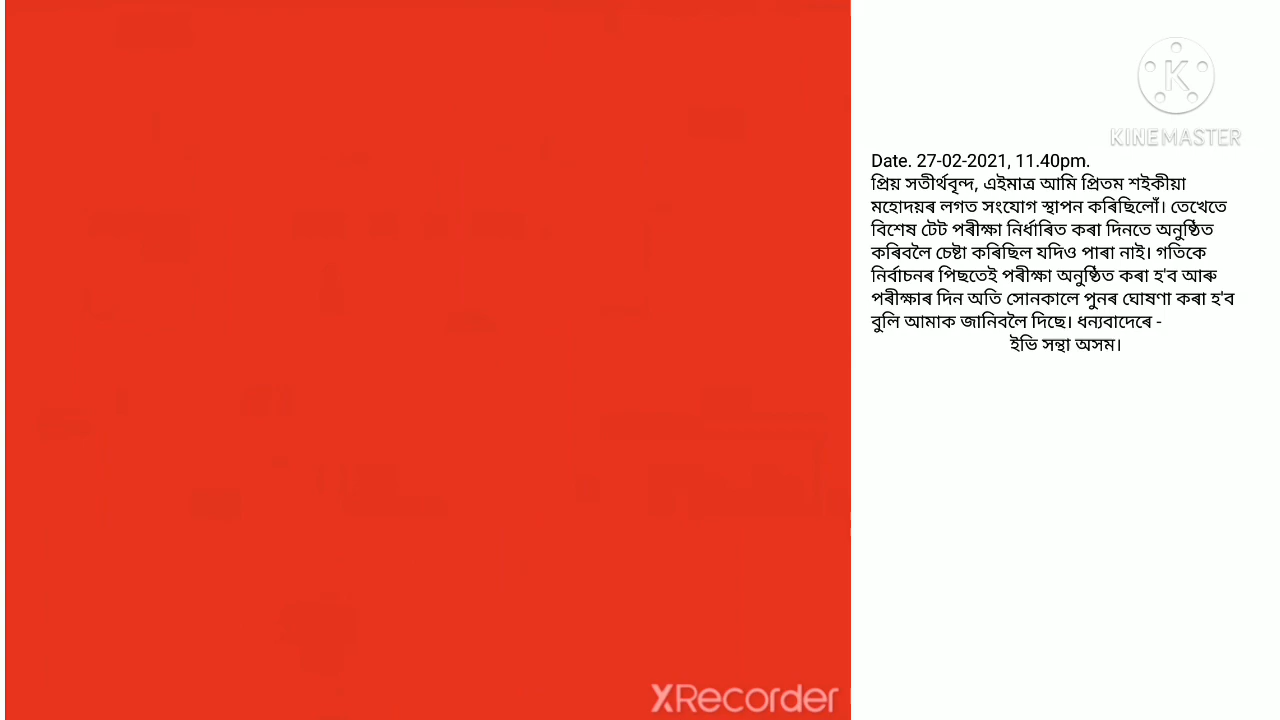 KINEMASTER
Date. 27-02-2021, 11.40pm.
প্ৰিয় সতীৰ্থবৃন্দ, এইমাত্ৰ আমি প্ৰিতম শইকীয়া
মহোদয়ৰ লগত সংযোগ স্থাপন কৰিছিলোঁ। তেখেতে
বিশেষ টেট পৰীক্ষা নিৰ্ধাৰিত কৰা দিনতে অনুষ্ঠিত
কৰিবলৈ চেষ্টা কৰিছিল যদিও পাৰা নাই। গতিকে
নিৰ্বাচনৰ পিছতেই পৰীক্ষা অনুষ্ঠিত কৰা হ'ব আৰু
পৰীক্ষাৰ দিন অতি সোনকালে পুনৰ ঘোষণা কৰা হ'ব
বুলি আমাক জানিবলৈ দিছে। ধন্যবাদেৰে -
ইভি সন্থা অসম।
XRecorder